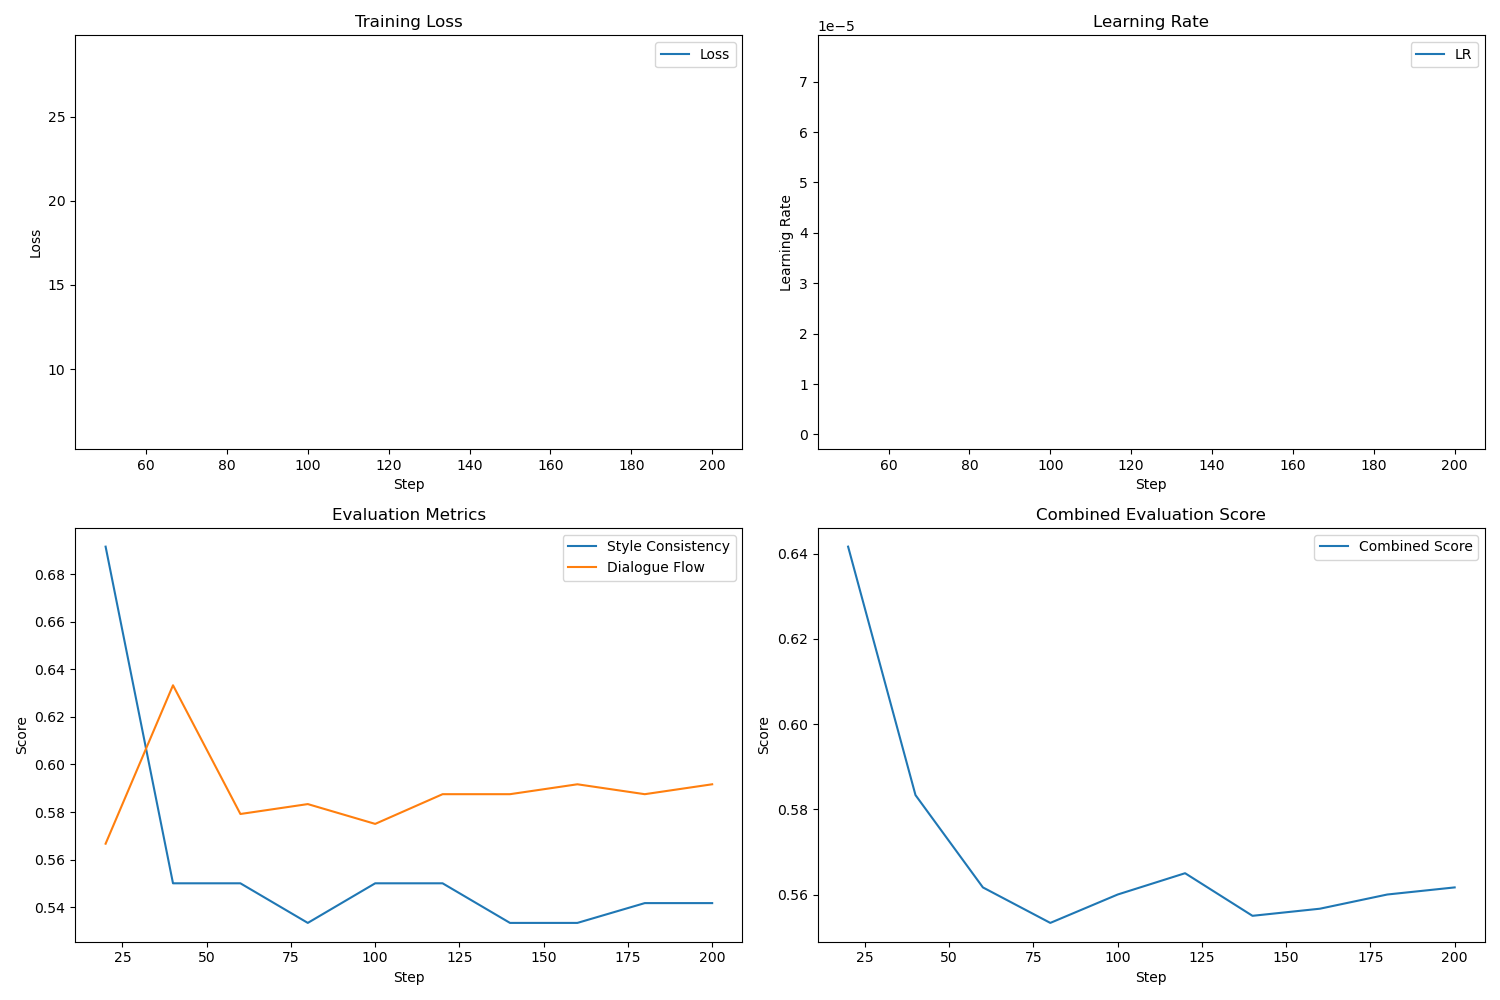 Training Loss
Loss
25
20
15
10
Loss
60 80 100 120 140 160 180 200
Step
Learning Rate
1e−5
LR
7
6
5
4
3
2
1
0
Learning Rate
60 80 100 120 140 160 180 200
Step
Evaluation Metrics
Style Consistency
Dialogue Flow
0.68
0.66
0.64
0.62
0.60
0.58
0.56
0.54
Score
25 50 75 100 125 150 175 200
Step
Combined Evaluation Score
Combined Score
0.64
0.62
0.60
0.58
0.56
Score
25 50 75 100 125 150 175 200
Step